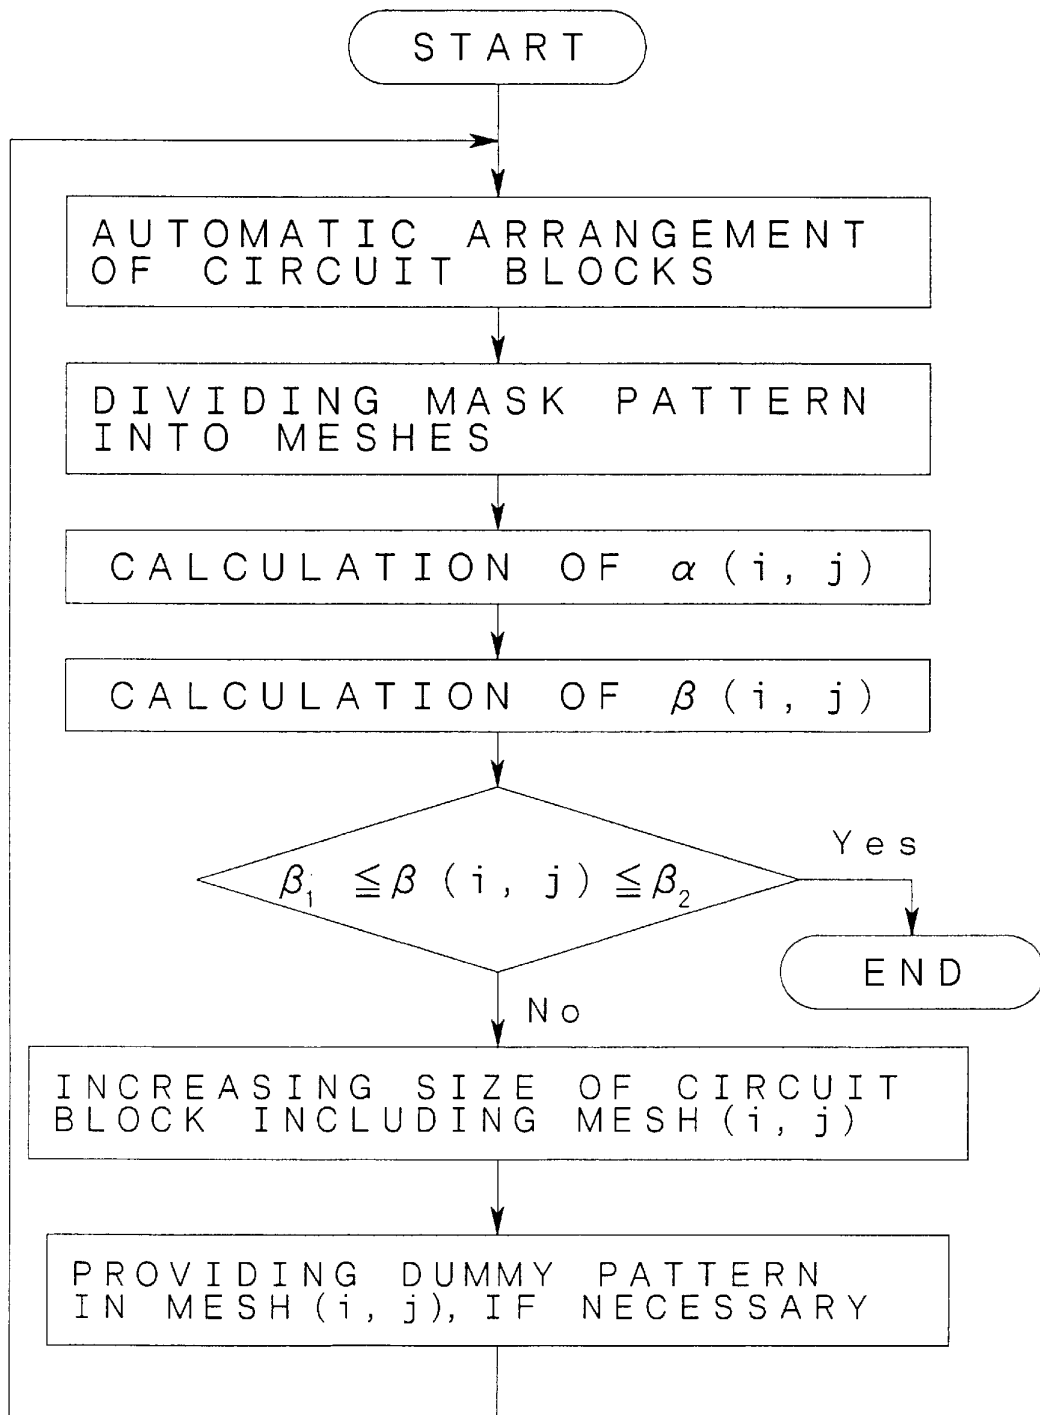 START
AUTOMATIC ARRANGEMENT
OF CIRCUIT BLOCKS
DIVIDING MASK PATTERN
INTO MESHES
CALCULATION OF α(i, j)
CALCULATION OF β(i, j)
Yes
β₁ ≦β (i, j)≦β₂
END
No
INCREASING SIZE OF CIRCUIT
BLOCK INCLUDING MESH(i, j)
PROVIDING DUMMY PATTERN
IN MESH(i, j), IF NECESSARY